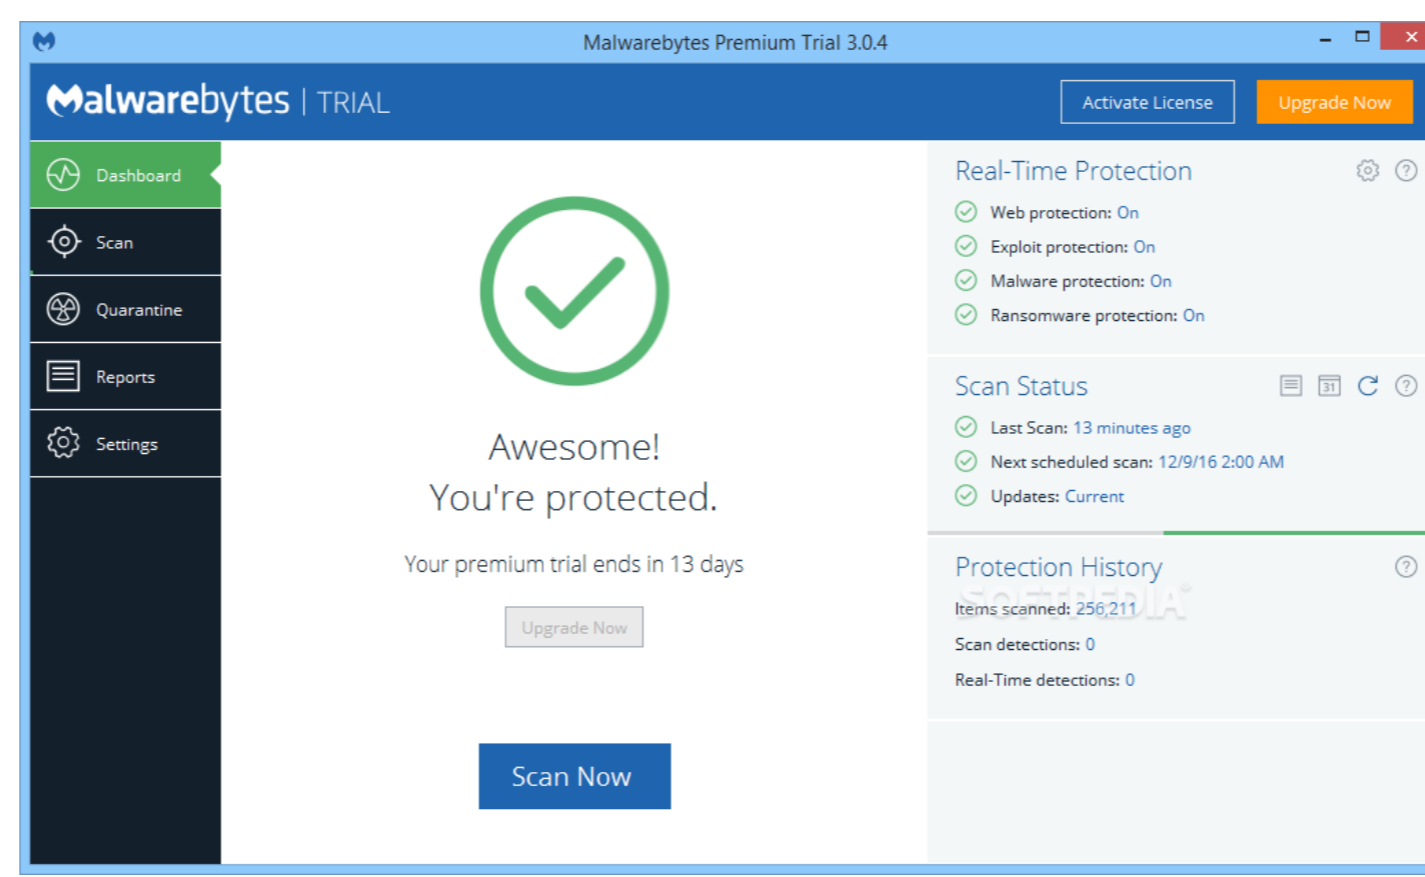 Malwarebytes Premium Trial 3.0.4
Malwarebytes | TRIAL
Activate License
Upgrade Now
Dashboard
Scan
Quarantine
Reports
Settings
Awesome!
You're protected.
Your premium trial ends in 13 days
Upgrade Now
Scan Now
Real-Time Protection
?
Web protection: On
Exploit protection: On
Malware protection: On
Ransomware protection: On
Scan Status
31 ?
Last Scan: 13 minutes ago
Next scheduled scan: 12/9/16 2:00 AM
Updates: Current
Protection History
?
SOFTPEDIA®
Items scanned: 256,211
Scan detections: 0
Real-Time detections: 0